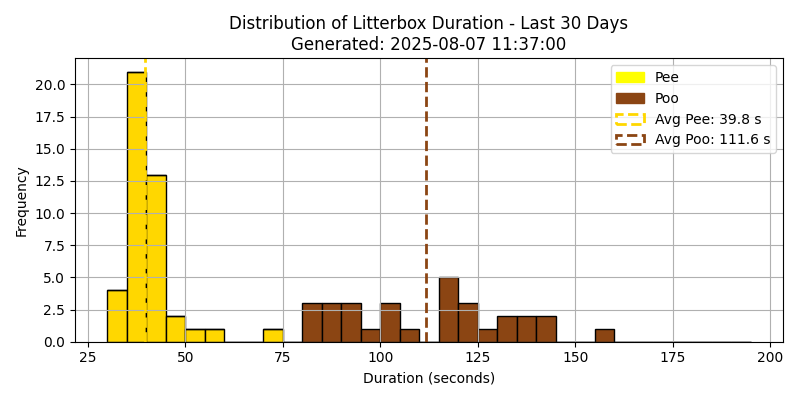 Distribution of Litterbox Duration - Last 30 Days
Generated: 2025-08-07 11:37:00
Pee
Poo
Avg Pee: 39.8 s
Avg Poo: 111.6 s
Frequency
20.0
17.5
15.0
12.5
10.0
7.5
5.0
2.5
0.0
25 50 75 100 125 150 175 200
Duration (seconds)